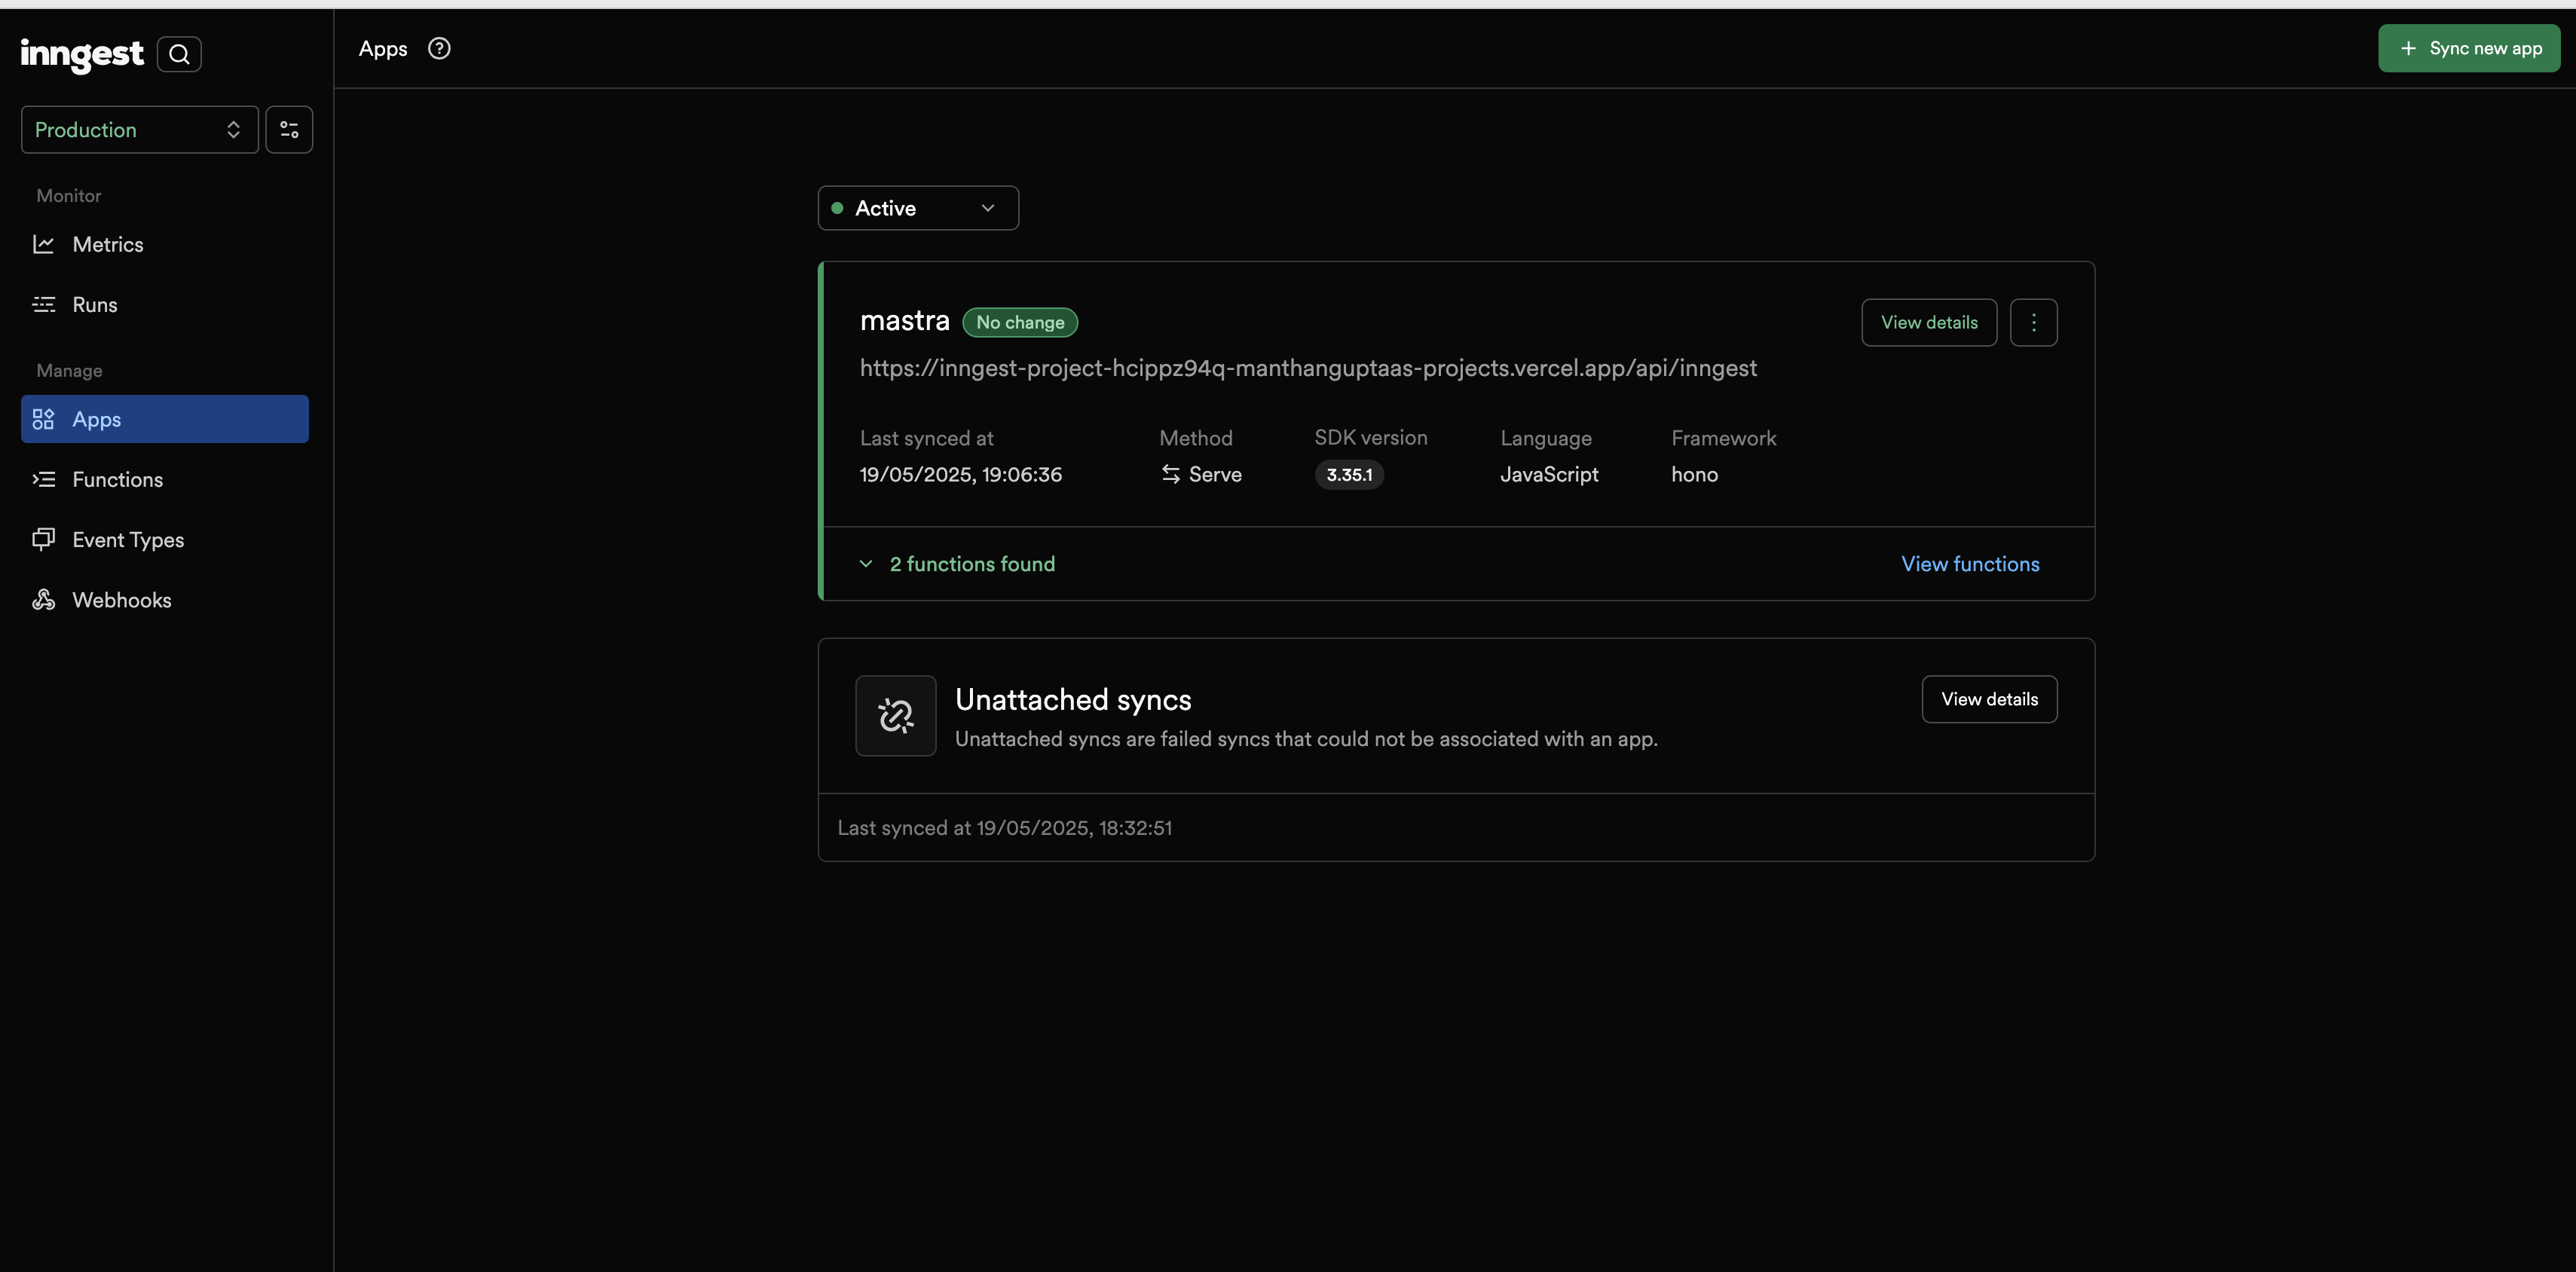 inngest
Apps
Sync new app
Production
Monitor
Metrics
Runs
Manage
Apps
Functions
Event Types
Webhooks
Active
mastra No change
View details
https://inngest-project-hcippz94q-manthanguptaas-projects.vercel.app/api/inngest
Last synced at Method SDK version Language Framework
19/05/2025, 19:06:36 Serve 3.35.1 JavaScript hono
2 functions found View functions
Unattached syncs
View details
Unattached syncs are failed syncs that could not be associated with an app.
Last synced at 19/05/2025, 18:32:51